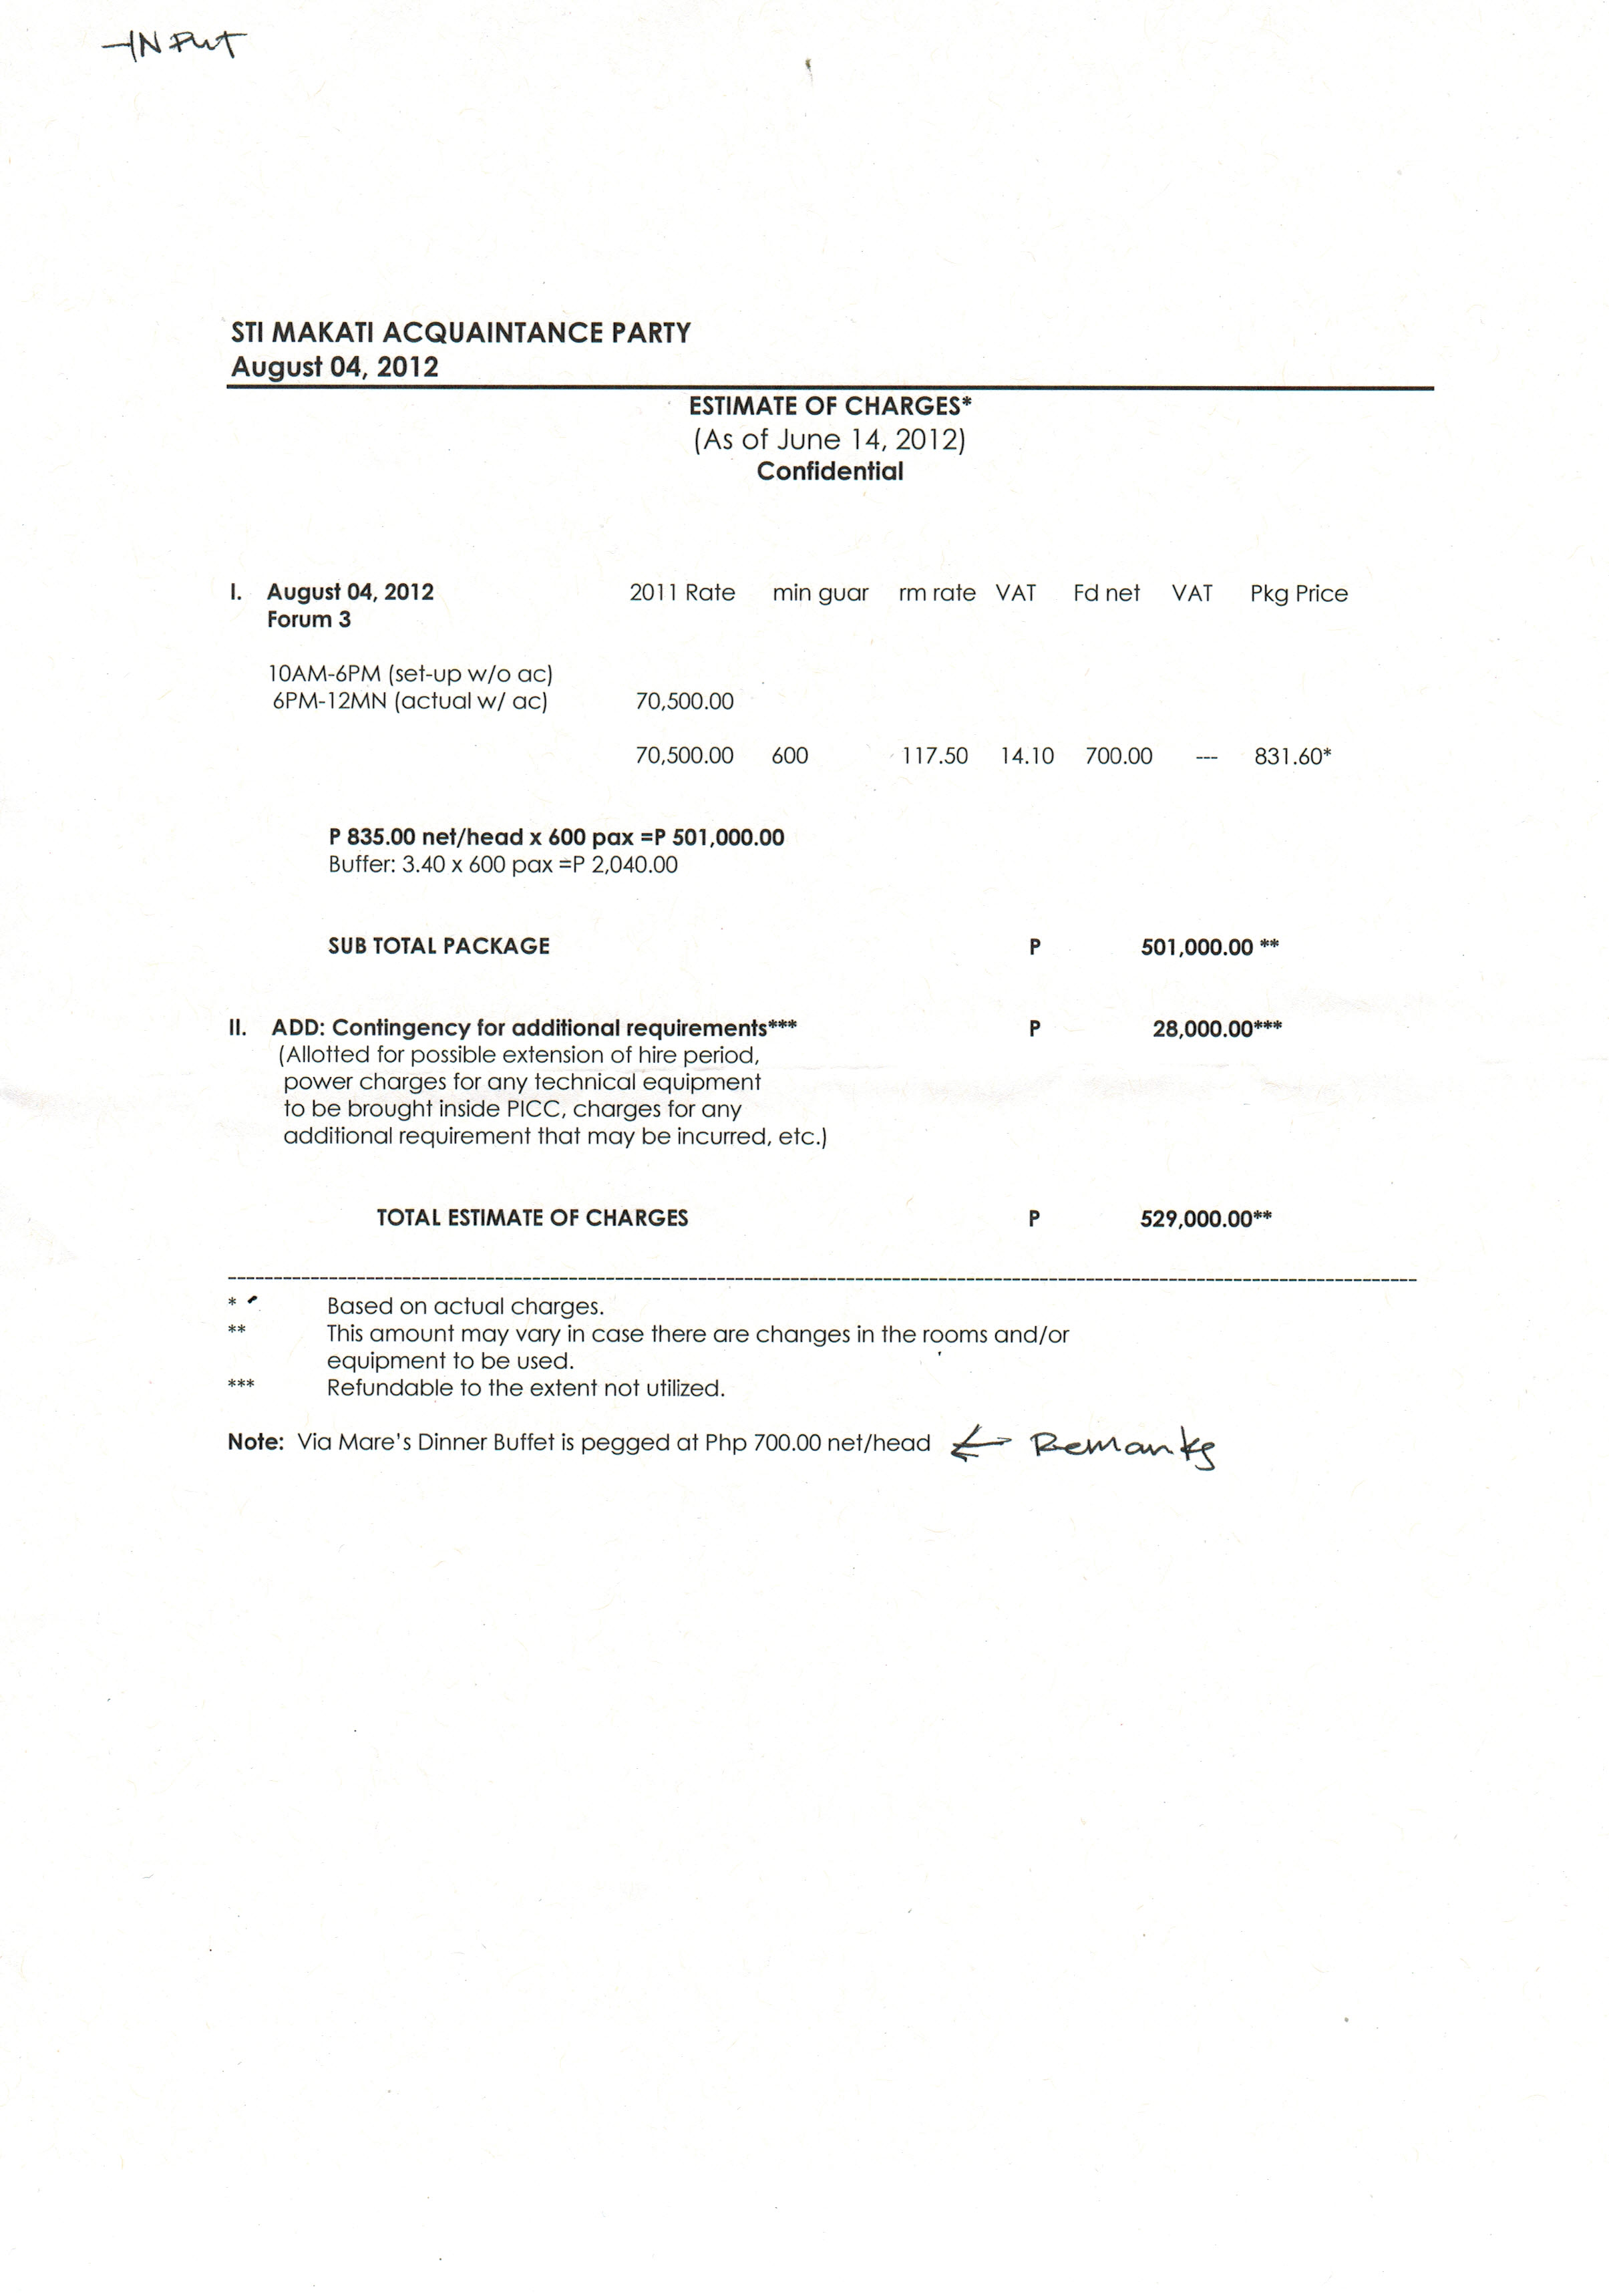 INPUT
STI MAKATI ACQUAINTANCE PARTY
August 04, 2012
ESTIMATE OF CHARGES*
(As of June 14, 2012)
Confidential
I. August 04, 2012 2011 Rate min guar rm rate VAT Fd net VAT Pkg Price
Forum 3
10AM-6PM (set-up w/o ac)
6PM-12MN (actual w/ ac) 70,500.00
70,500.00 600 117.50 14.10 700.00 --- 831.60*
P 835.00 net/head x 600 pax =P 501,000.00
Buffer: 3.40 x 600 pax =P 2,040.00
SUB TOTAL PACKAGE P 501,000.00 **
II. ADD: Contingency for additional requirements*** P 28,000.00***
(Allotted for possible extension of hire period,
power charges for any technical equipment
to be brought inside PICC, charges for any
additional requirement that may be incurred, etc.)
TOTAL ESTIMATE OF CHARGES P 529,000.00**
* Based on actual charges.
** This amount may vary in case there are changes in the rooms and/or
equipment to be used.
*** Refundable to the extent not utilized.
Note: Via Mare's Dinner Buffet is pegged at Php 700.00 net/head ← Remarks